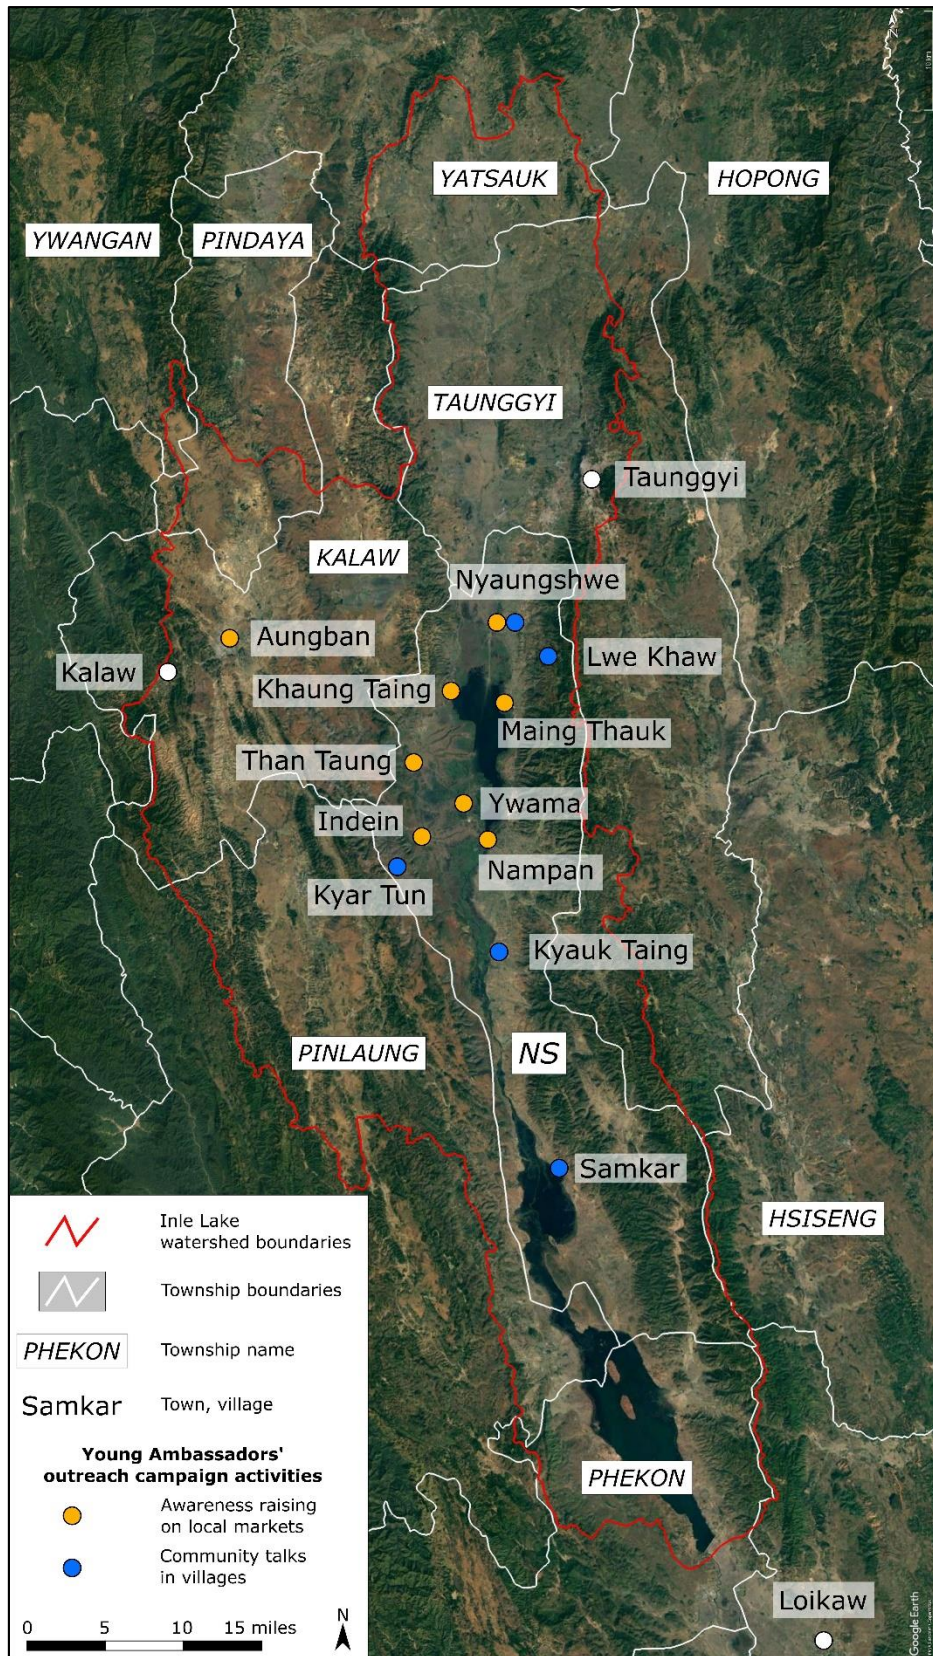 YATSAUK
HOPONG
YWANGAN
PINDAYA
TAUNGGYI
Taunggyi
KALAW
Nyaungshwe
Aungban
Lwe Khaw
Kalaw
Khaung Taing
Maing Thauk
Than Taung
Ywama
Indein
Nampan
Kyar Tun
Kyauk Taing
PINLAUNG
NS
Samkar
HSISENG
PHEKON
Loikaw
Inle Lake
watershed boundaries
Township boundaries
PHEKON
Township name
Samkar
Town, village
Young Ambassadors'
outreach campaign activities
Awareness raising
on local markets
Community talks
in villages
0 5 10 15 miles
N
Google Earth